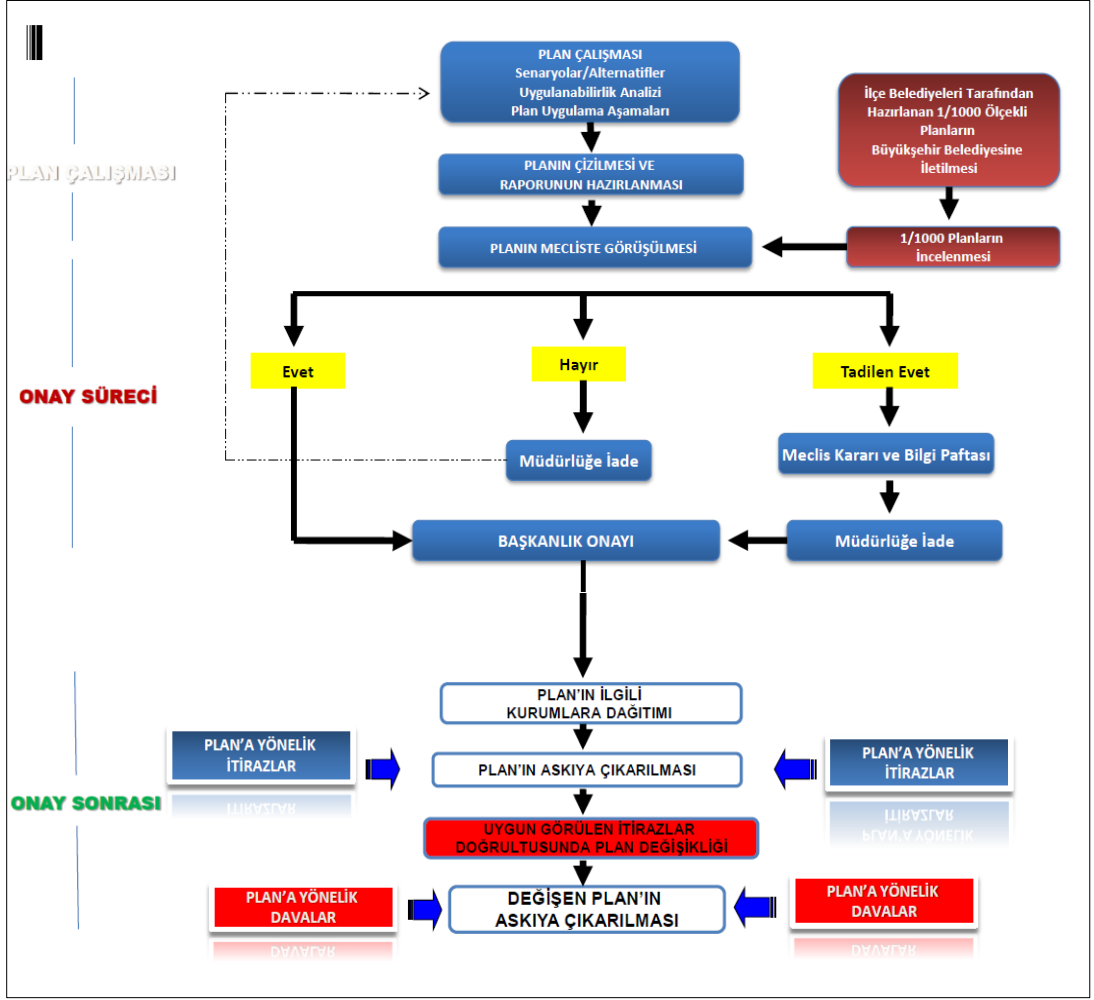 PLAN ÇALIŞMASI
Senaryolar/Alternatifler
Uygulanabilirlik Analizi
Plan Uygulama Aşamaları
İlçe Belediyeleri Tarafından
Hazırlanan 1/1000 Ölçekli
Planların
Büyükşehir Belediyesine
İletilmesi
PLAN ÇALIŞMASI
PLANIN ÇİZİLMESİ VE
RAPORUNUN HAZIRLANMASI
PLANIN MECLİSTE GÖRÜŞÜLMESİ
1/1000 Planların
İncelenmesi
Evet
Hayır
Tadilen Evet
ONAY SÜRECİ
Müdürlüğe İade
Meclis Kararı ve Bilgi Paftası
BAŞKANLIK ONAYI
Müdürlüğe İade
PLAN'IN İLGİLİ
KURUMLARA DAĞITIMI
PLAN'A YÖNELİK
İTİRAZLAR
PLAN'IN ASKIYA ÇIKARILMASI
PLAN'A YÖNELİK
İTİRAZLAR
ONAY SONRASI
UYGUN GÖRÜLEN İTİRAZLAR
DOĞRULTUSUNDA PLAN DEĞİŞİKLİĞİ
PLAN'A YÖNELİK
DAVALAR
DEĞİŞEN PLAN'IN
ASKIYA ÇIKARILMASI
PLAN'A YÖNELİK
DAVALAR